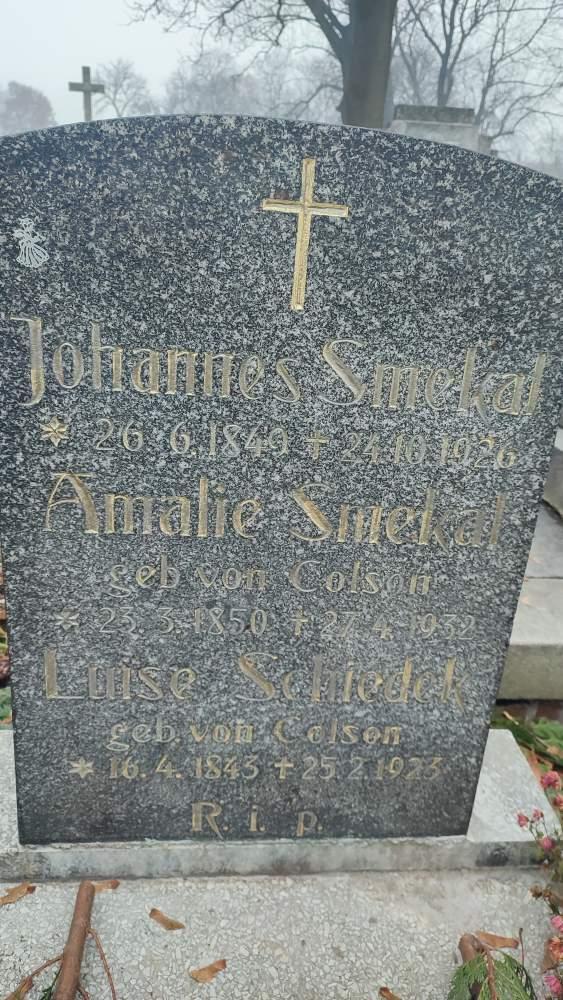 Johannes Smekal
* 26.6.1849 + 24.10.1926
Amalie Smekal
geb. von Colson
* 23.3.1850 + 27.4.1932
Luise Schiedek
geb. von Colson
* 16.4.1843 + 25.2.1923
R. i. p.